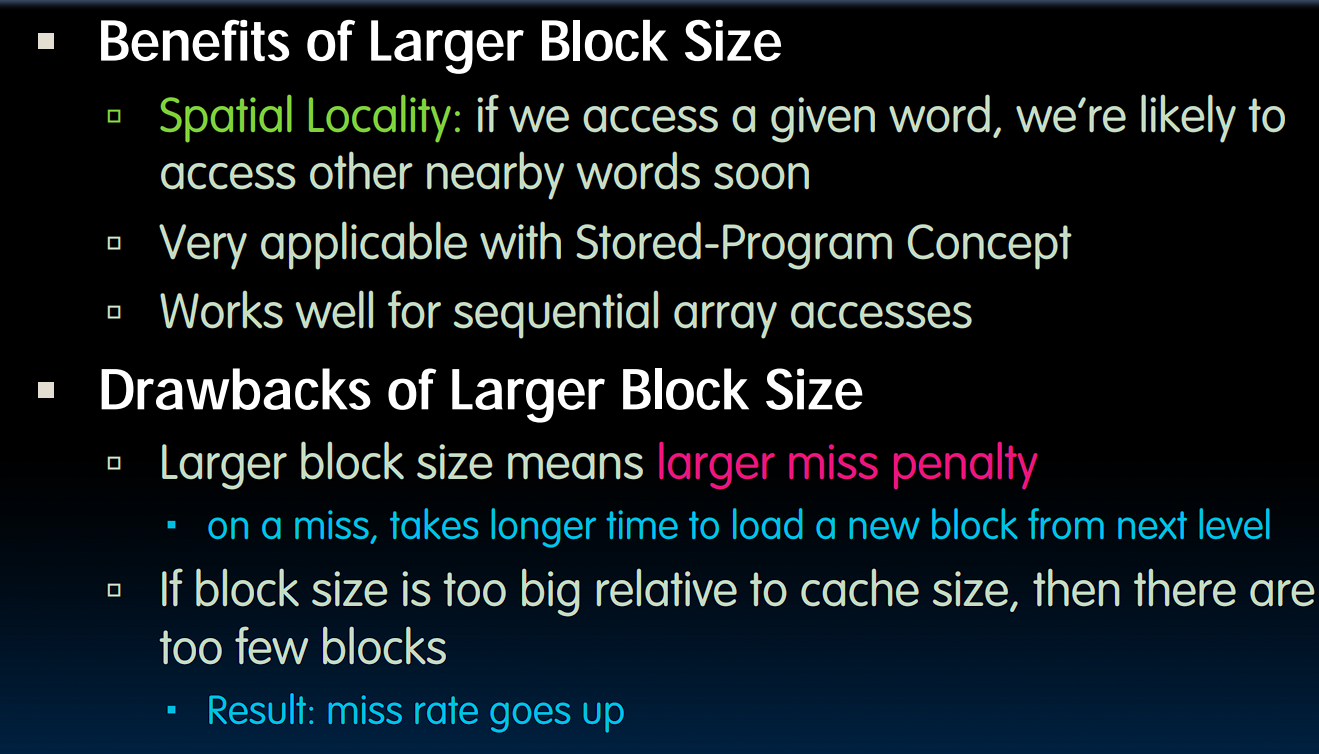 Benefits of Larger Block Size
Spatial Locality: if we access a given word, we're likely to
access other nearby words soon
Very applicable with Stored-Program Concept
Works well for sequential array accesses
Drawbacks of Larger Block Size
Larger block size means larger miss penalty
on a miss, takes longer time to load a new block from next level
If block size is too big relative to cache size, then there are
too few blocks
Result: miss rate goes up